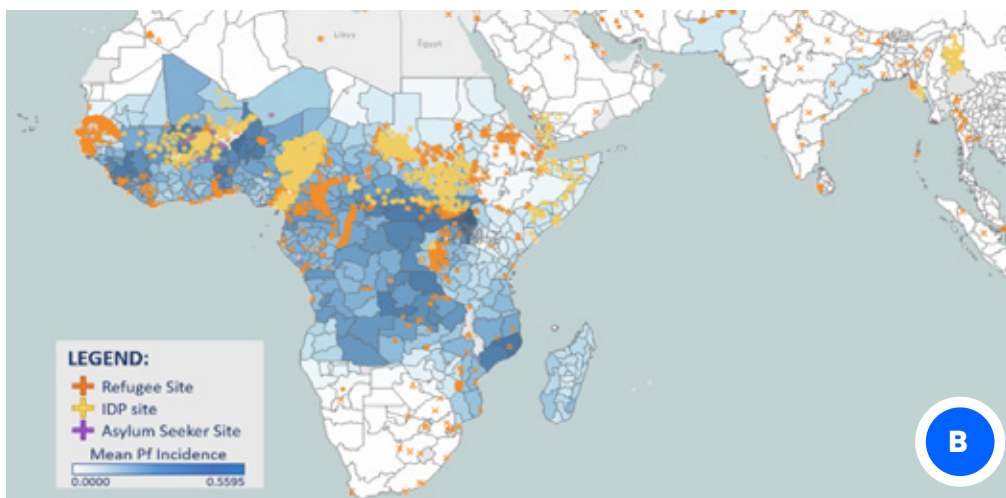 Libya
Egypt
LEGEND:
Refugee Site
IDP site
Asylum Seeker Site
Mean Pf Incidence
0.0000 0.5595
B